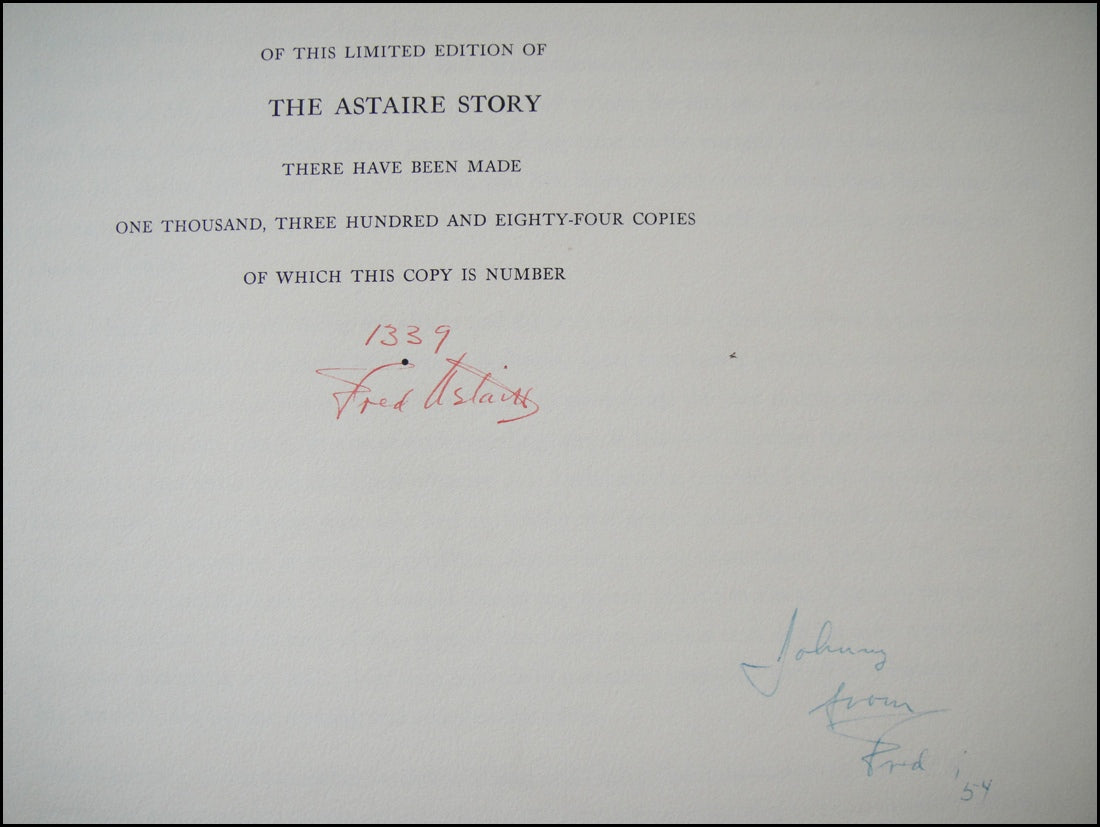 OF THIS LIMITED EDITION OF
THE ASTAIRE STORY
THERE HAVE BEEN MADE
ONE THOUSAND, THREE HUNDRED AND EIGHTY-FOUR COPIES
OF WHICH THIS COPY IS NUMBER
1339
Fred Astaire
Johnny
from
Fred
'54